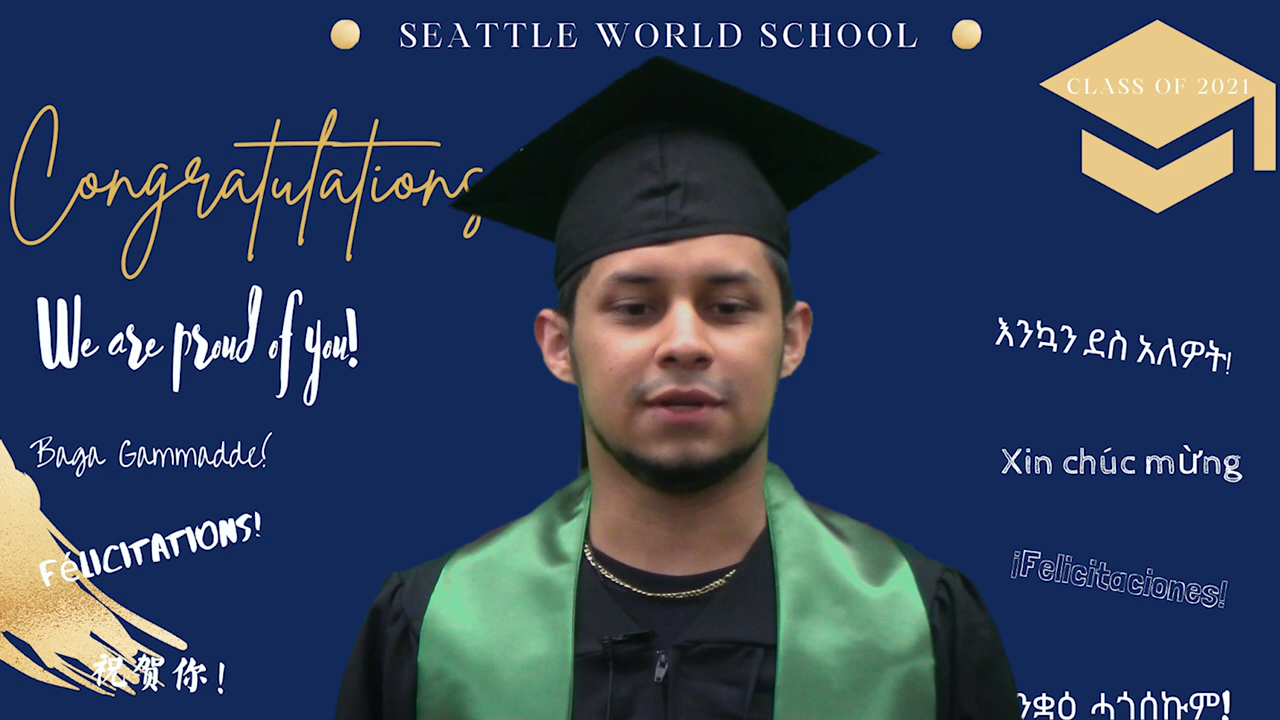 SEATTLE WORLD SCHOOL
CLASS OF 2021
Congratulations
We are proud of you!
Baga Gammadde!
FéLICITATIONS!
祝贺你!
እንኳን ደስ አለዎት!
Xin chúc mừng
¡Felicitaciones!